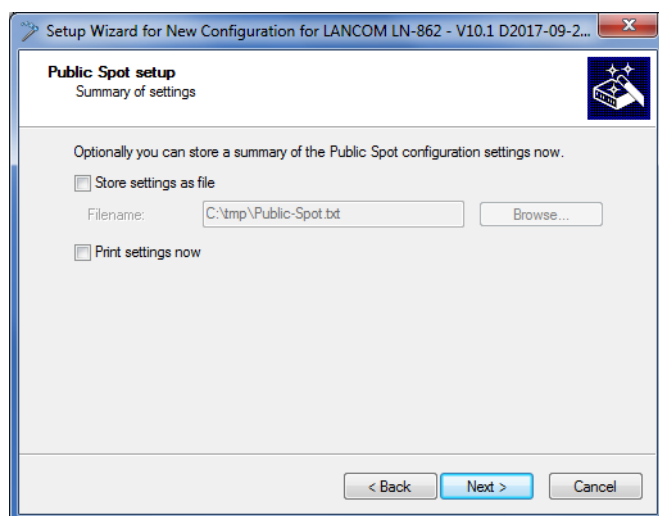 Setup Wizard for New Configuration for LANCOM LN-862 - V10.1 D2017-09-2...
Public Spot setup
Summary of settings
Optionally you can store a summary of the Public Spot configuration settings now.
Store settings as file
Filename: C:\tmp\Public-Spot.txt Browse...
Print settings now
< Back Next > Cancel